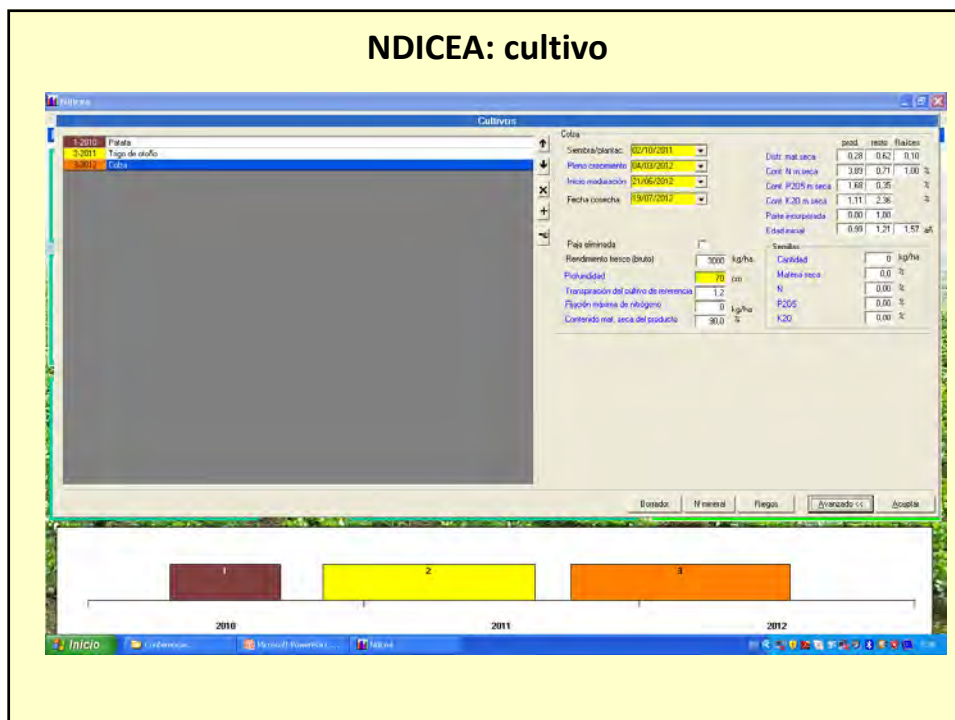 NDICEA: cultivo
Ndicea
Cultivos
1-2010 Patata
2-2011 Trigo de otoño
3-2012 Colza
Colza
Siembra/plantac. 02/10/2011
Pleno crecimiento 04/03/2012
Inicio maduración 21/06/2012
Fecha cosecha 19/07/2012
prod. resto Raíces
Distr. mat.seca 0,28 0,62 0,10
Cont. N m.seca 3,89 0,71 1,00 %
Cont. P2O5 m.seca 1,68 0,35 %
Cont. K2O m.seca 1,11 2,36 %
Parte incorporada 0,00 1,00
Edad inicial 0,99 1,21 1,57
Paja eliminada
Rendimiento fresco (bruto) 3000 kg/ha
Profundidad 70 cm
Transpiración del cultivo de referencia 1,2
Fijación máxima de nitrógeno 0 kg/ha
Contenido mat. seca del producto 90,0 %
Semillas
Cantidad 0 kg/ha
Materia seca 0,0 %
N 0,00 %
P2O5 0,00 %
K2O 0,00 %
Borrador N mineral Riegos Avanzado << Aceptar
1 2 3
2010 2011 2012
Inicio Conferencias... Microsoft PowerPoint ... Ndicea